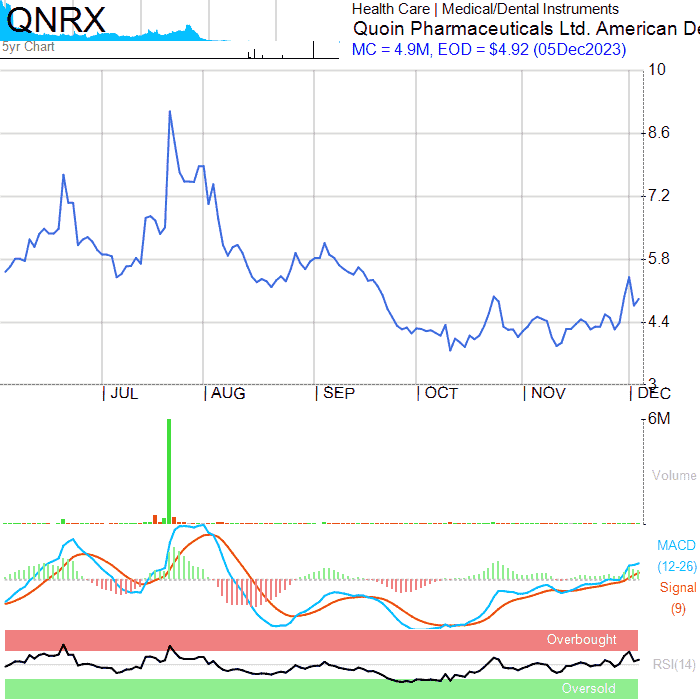 QNRX
Health Care | Medical/Dental Instruments
Quoin Pharmaceuticals Ltd. American De
MC = 4.9M, EOD = $4.92 (05Dec2023)
5yr Chart
10
8.6
7.2
5.8
4.4
3
JUL
AUG
SEP
OCT
NOV
DEC
6M
Volume
MACD
(12-26)
Signal
(9)
Overbought
RSI(14)
Oversold